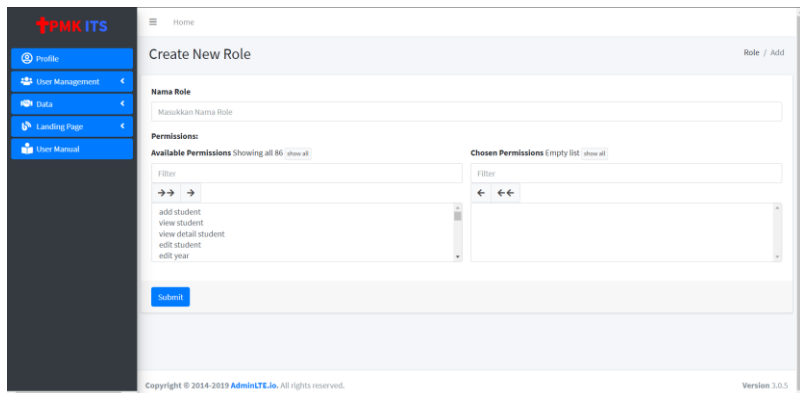 PMK ITS
Home
Profile
User Management
Data
Landing Page
User Manual
Create New Role
Role / Add
Nama Role
Masukkan Nama Role
Permissions:
Available Permissions Showing all 86 show all
Filter
add student
view student
view detail student
edit student
edit year
Chosen Permissions Empty list show all
Filter
Submit
Copyright © 2014-2019 AdminLTE.io. All rights reserved.
Version 3.0.5